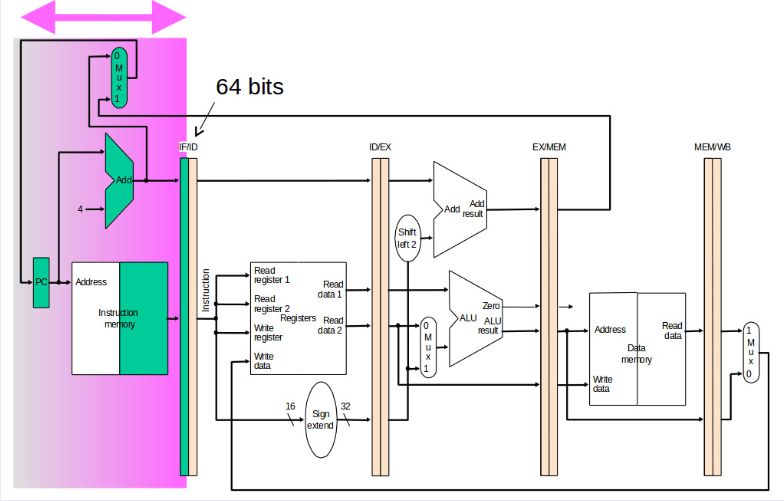 64 bits
0
M
u
x
1
IF/ID
ID/EX
EX/MEM
MEM/WB
Add
4
Add
Add
result
Shift
left 2
PC
Address
Instruction
memory
Instruction
Read
register 1
Read
register 2
Write
register
Write
data
Registers
Read
data 1
Read
data 2
0
M
u
x
1
ALU
Zero
ALU
result
Address
Write
data
Data
memory
Read
data
1
M
u
x
0
16
Sign
extend
32